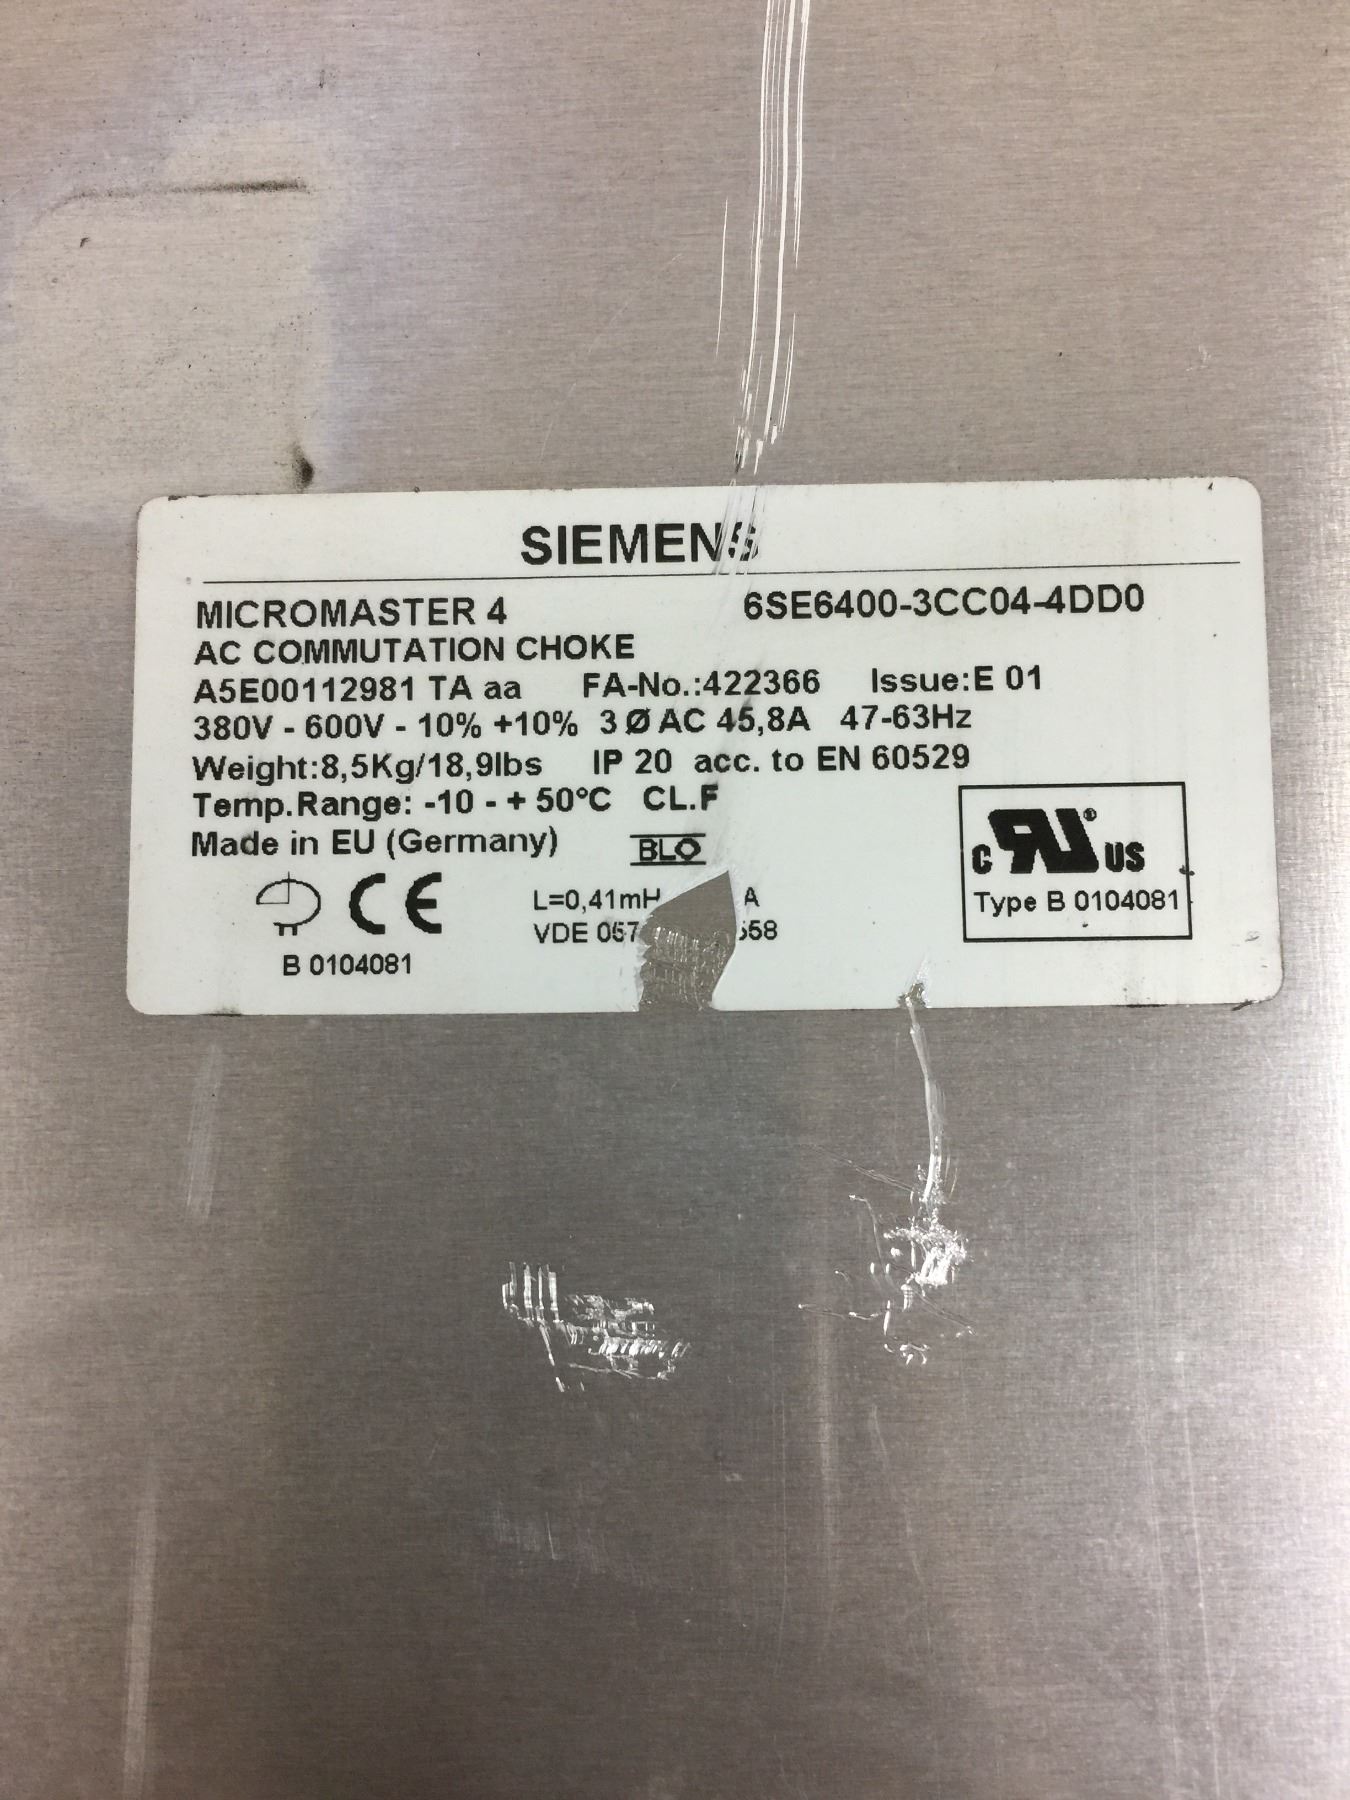 SIEMENS
MICROMASTER 4 6SE6400-3CC04-4DD0
AC COMMUTATION CHOKE
A5E00112981 TA aa FA-No.:422366 Issue:E 01
380V - 600V - 10% +10% 3 Ø AC 45,8A 47-63Hz
Weight:8,5Kg/18,9lbs IP 20 acc. to EN 60529
Temp.Range: -10 - + 50°C CL.F
Made in EU (Germany) BLO
CE
L=0,41mH A
VDE
B 0104081
c RU® US
Type B 0104081